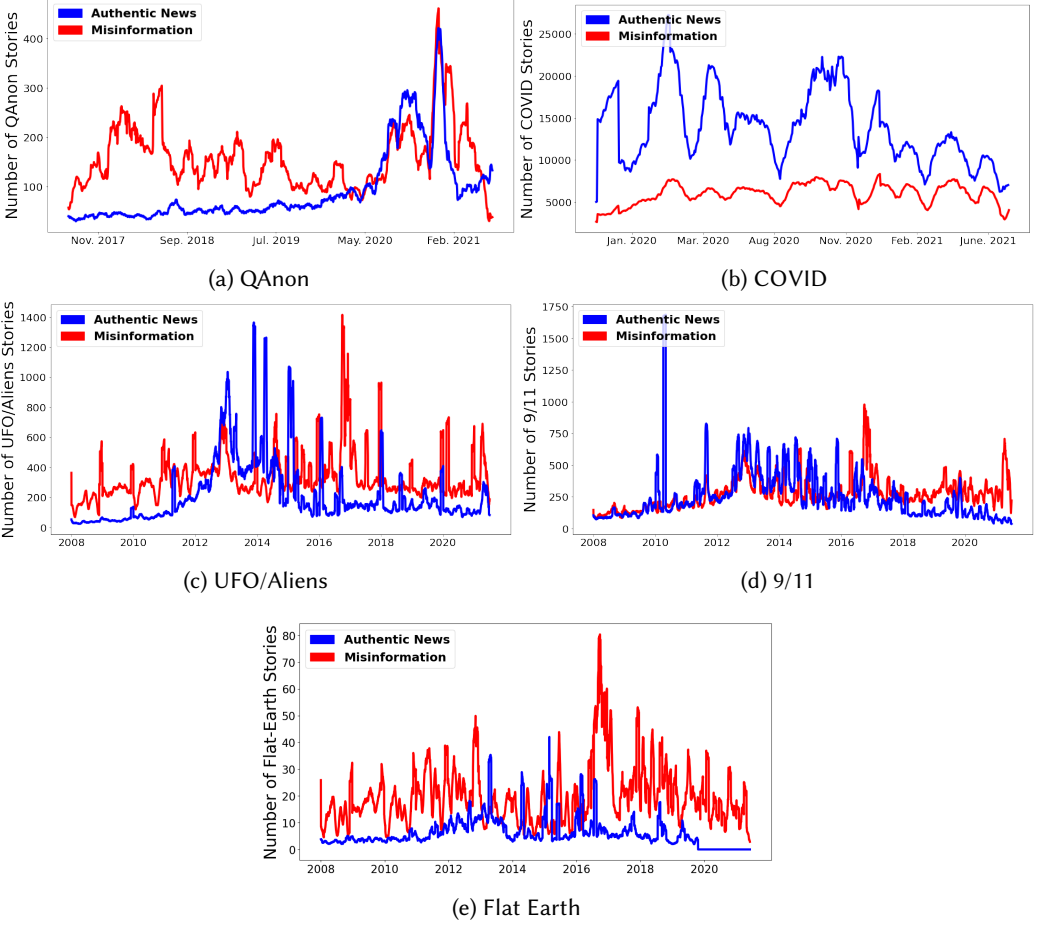 Authentic News
Misinformation
Number of QAnon Stories
400
300
200
100
Nov. 2017 Sep. 2018 Jul. 2019 May. 2020 Feb. 2021
(a) QAnon
Authentic News
Misinformation
Number of COVID Stories
25000
20000
15000
10000
5000
Jan. 2020 Mar. 2020 Aug. 2020 Nov. 2020 Feb. 2021 June. 2021
(b) COVID
Authentic News
Misinformation
Number of UFO/Aliens Stories
1400
1200
1000
800
600
400
200
0
2008 2010 2012 2014 2016 2018 2020
(c) UFO/Aliens
Authentic News
Misinformation
Number of 9/11 Stories
1750
1500
1250
1000
750
500
250
0
2008 2010 2012 2014 2016 2018 2020
(d) 9/11
Authentic News
Misinformation
Number of Flat-Earth Stories
80
70
60
50
40
30
20
10
0
2008 2010 2012 2014 2016 2018 2020
(e) Flat Earth